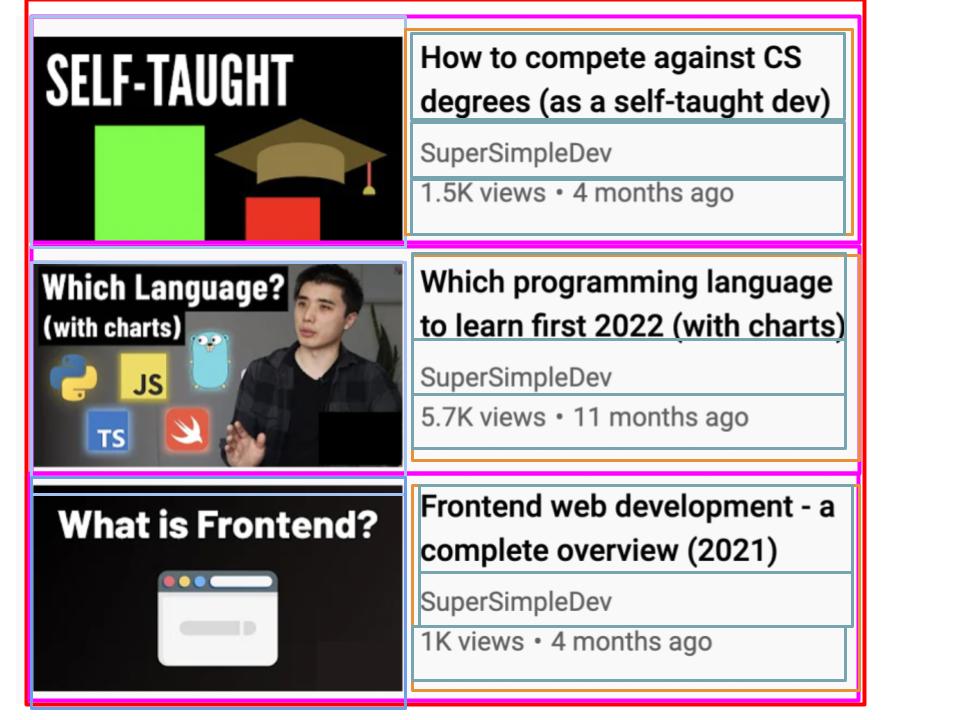 SELF-TAUGHT
How to compete against CS
degrees (as a self-taught dev)
SuperSimpleDev
1.5K views • 4 months ago
Which Language?
(with charts)
JS
TS
Which programming language
to learn first 2022 (with charts)
SuperSimpleDev
5.7K views • 11 months ago
What is Frontend?
Frontend web development - a
complete overview (2021)
SuperSimpleDev
1K views • 4 months ago